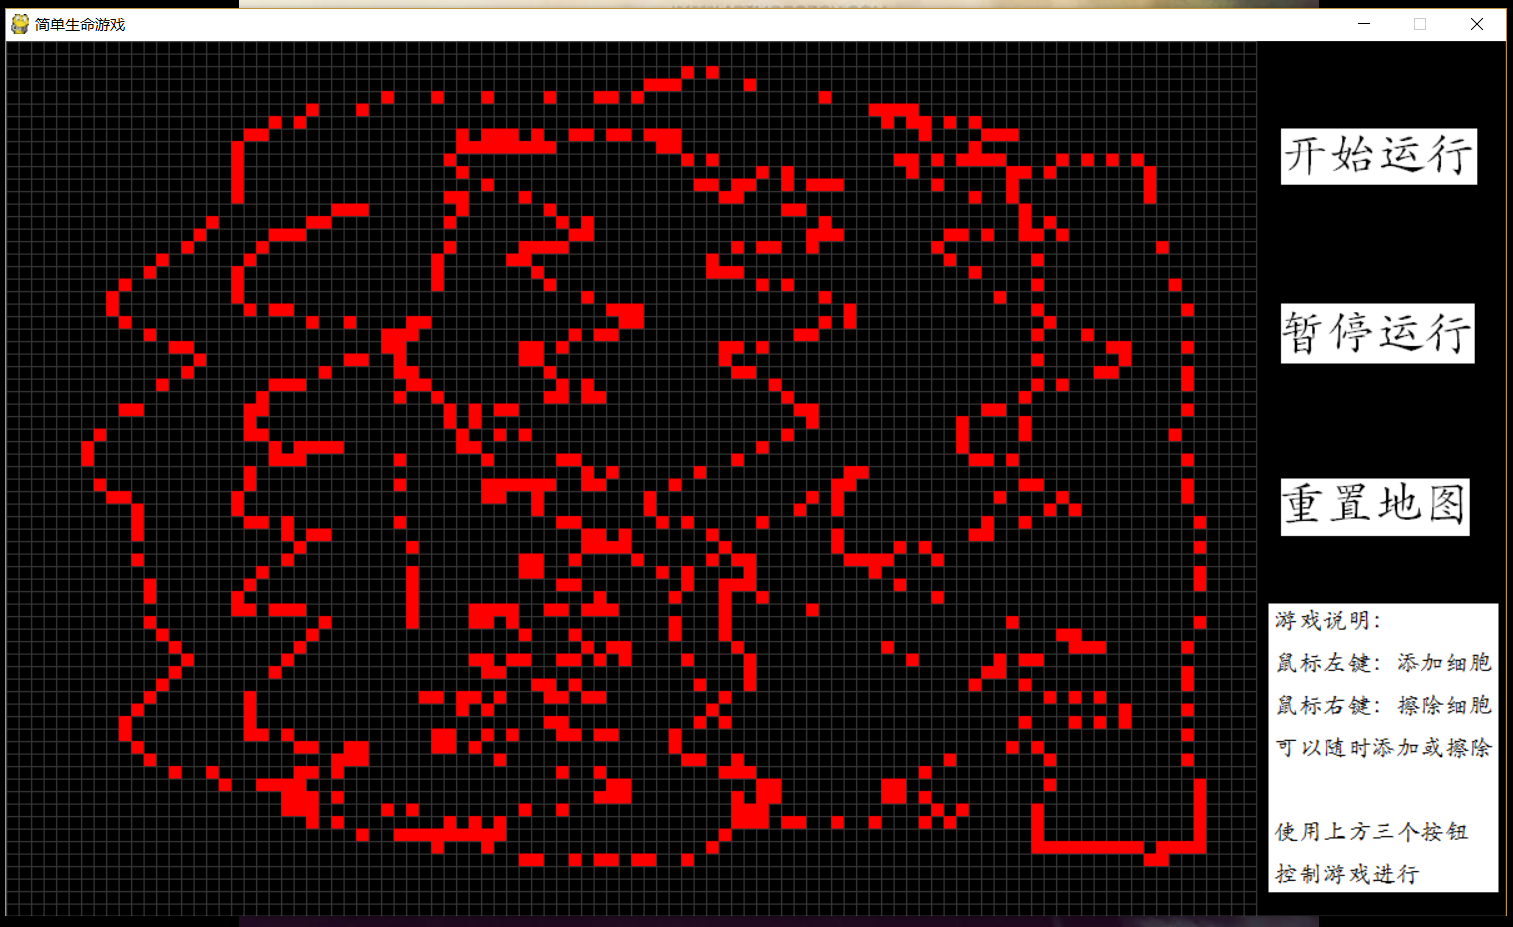 简单生命游戏
开始运行
暂停运行
重置地图
游戏说明：
鼠标左键：添加细胞
鼠标右键：擦除细胞
可以随时添加或擦除
使用上方三个按钮
控制游戏进行